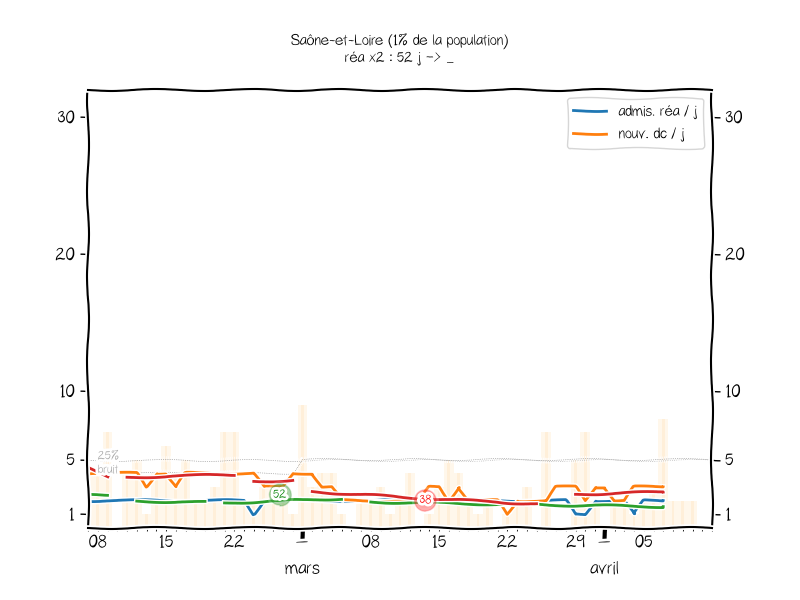 Saône-et-Loire (1% de la population)
réa x2 : 52 j -> _
admis. réa / j
nouv. dc / j
30
30
20
20
10
10
25%
bruit
5
5
52
38
1
1
08 15 22 _ 08 15 22 29 _ 05
mars avril